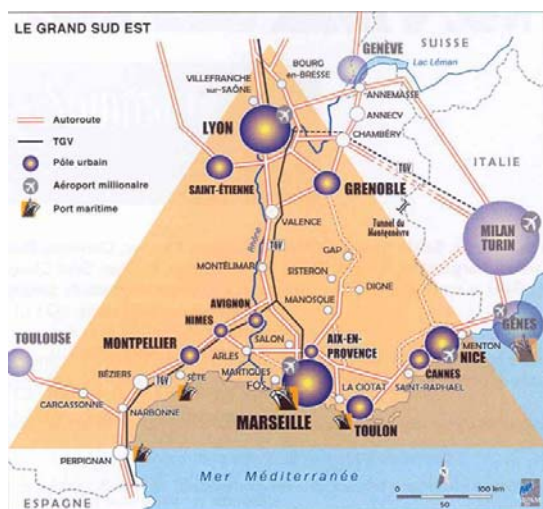 LE GRAND SUD EST
Autoroute
TGV
Pôle urbain
Aéroport millionaire
Port maritime
GENÈVE
SUISSE
Lac Léman
BOURG
en-BRESSE
VILLEFRANCHE
sur-SAÔNE
ANNEMASSE
ANNECY
LYON
CHAMBÉRY
TGV
ITALIE
SAINT-ÉTIENNE
GRENOBLE
MILAN
TURIN
VALENCE
Tunnel du
Montgenèvre
Rhône
TGV
GAP
MONTÉLIMAR
SISTERON
DIGNE
MANOSQUE
GÊNES
AVIGNON
NIMES
TOULOUSE
MONTPELLIER
SALON
AIX-EN-
PROVENCE
MENTON
NICE
ARLES
CANNES
BÉZIERS
TGV
SÈTE
MARTIGUES
FOS
LA CIOTAT
SAINT-RAPHAEL
CARCASSONNE
NARBONNE
MARSEILLE
TOULON
PERPIGNAN
Mer Méditerranée
0
50
100 km
ESPAGNE